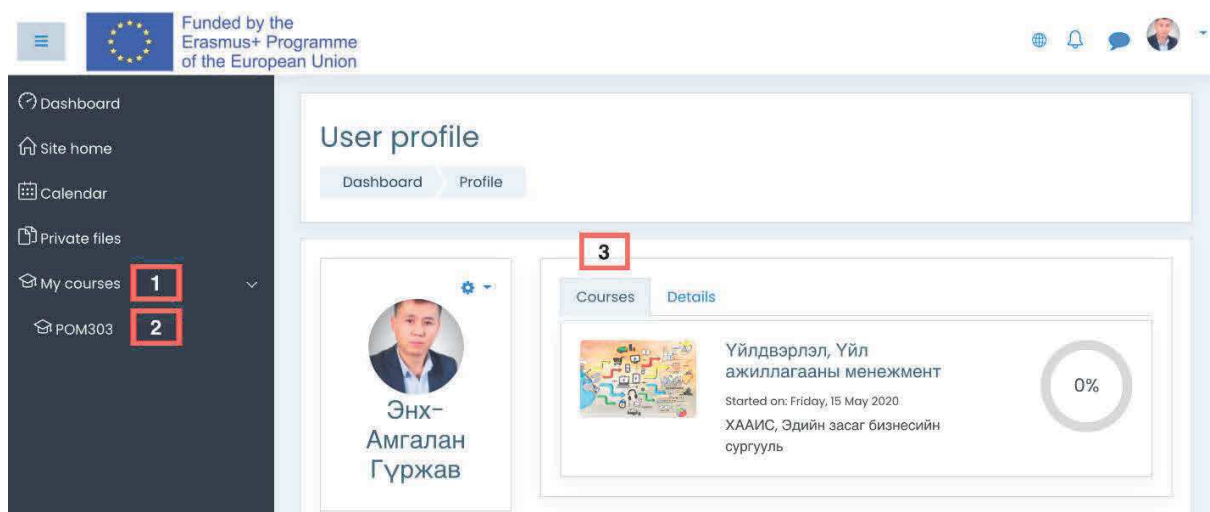 Funded by the
Erasmus+ Programme
of the European Union
Dashboard
Site home
Calendar
Private files
My courses 1
POM303 2
User profile
Dashboard Profile
3
Courses Details
Энх-
Амгалан
Гүржав
Үйлдвэрлэл, Үйл
ажиллагааны менежмент
Started on: Friday, 15 May 2020
ХААИС, Эдийн засаг бизнесийн
сургууль
0%